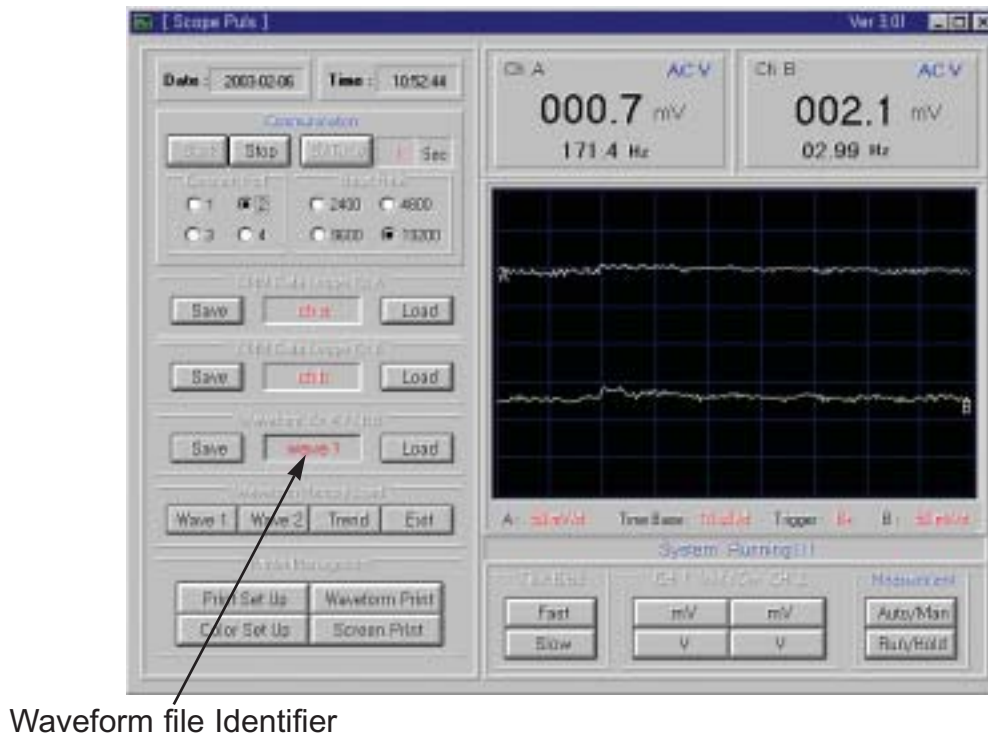 [ Scope Puls ] Ver 3.01
Date : 2003-02-06 Time : 10:52:44
Stop Sec
1 2 2400 4800
3 4 9600 19200
Save ch a Load
Save ch b Load
Save wave 1 Load
Wave 1 Wave 2 Trend Exit
Print Set Up Waveform Print
Color Set Up Screen Print
Ch A AC V
000.7 mV
171.4 Hz
Ch B AC V
002.1 mV
02.99 Hz
A : Time Base Trigger B :
System Running!!!
Measurement
Fast mV mV Auto/Man
Slow V V Run/Hold
Waveform file Identifier